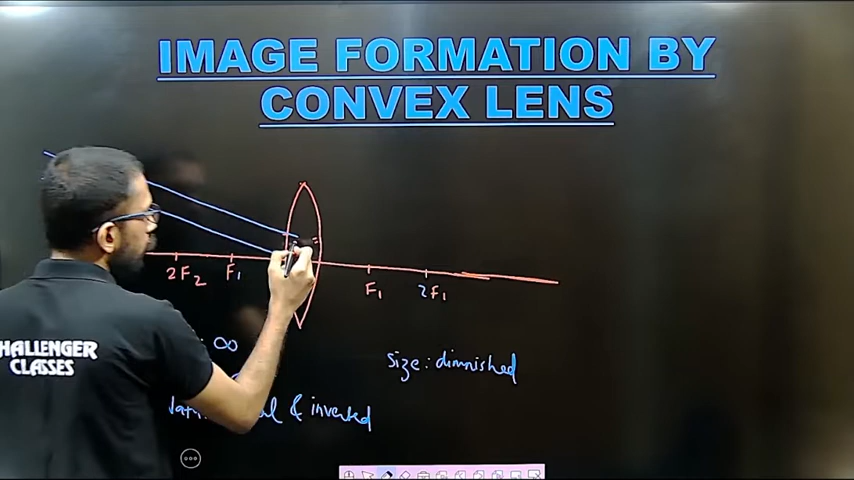 IMAGE FORMATION BY
CONVEX LENS
2F₂ F₁ F₁ 2F₁
∞
Size: diminished
& inverted
HALLENGER
CLASSES